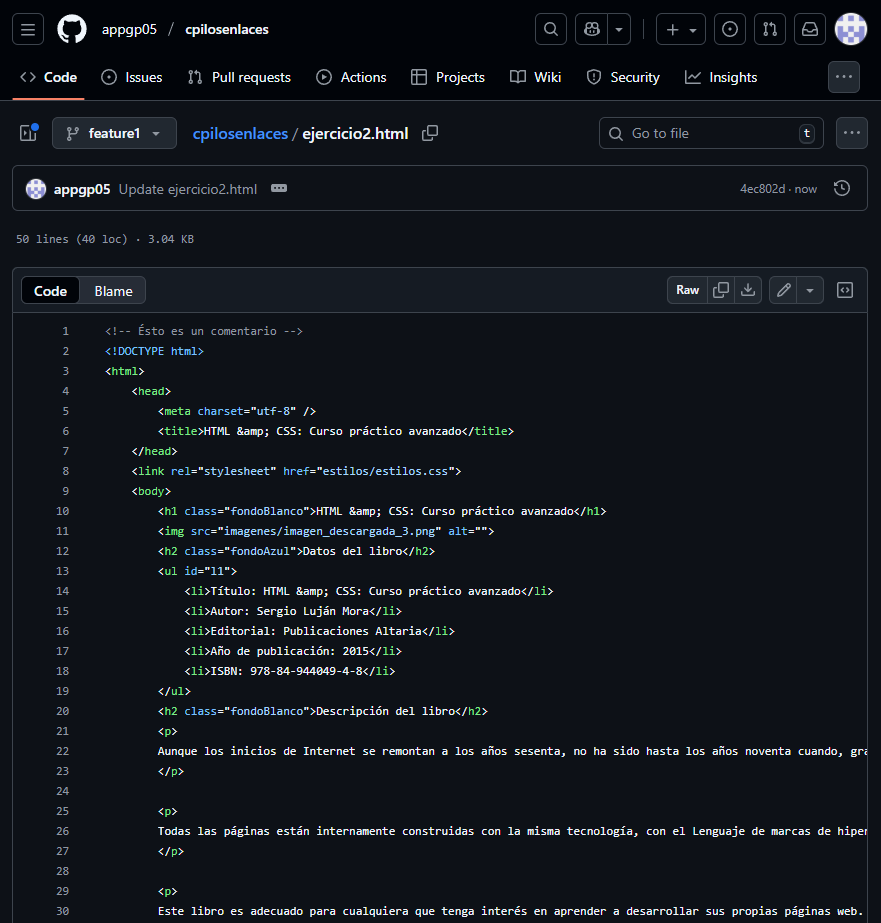 appgp05 / cpilosenlaces
Code Issues Pull requests Actions Projects Wiki Security Insights
feature1 cpilosenlaces / ejercicio2.html Go to file t
appgp05 Update ejercicio2.html 4ec802d · now
50 lines (40 loc) · 3.04 KB
Code Blame Raw
1 <!-- Ésto es un comentario -->
2 <!DOCTYPE html>
3 <html>
4 <head>
5 <meta charset="utf-8" />
6 <title>HTML &amp; CSS: Curso práctico avanzado</title>
7 </head>
8 <link rel="stylesheet" href="estilos/estilos.css">
9 <body>
10 <h1 class="fondoBlanco">HTML &amp; CSS: Curso práctico avanzado</h1>
11 <img src="imagenes/imagen_descargada_3.png" alt="">
12 <h2 class="fondoAzul">Datos del libro</h2>
13 <ul id="l1">
14 <li>Título: HTML &amp; CSS: Curso práctico avanzado</li>
15 <li>Autor: Sergio Luján Mora</li>
16 <li>Editorial: Publicaciones Altaria</li>
17 <li>Año de publicación: 2015</li>
18 <li>ISBN: 978-84-944049-4-8</li>
19 </ul>
20 <h2 class="fondoBlanco">Descripción del libro</h2>
21 <p>
22 Aunque los inicios de Internet se remontan a los años sesenta, no ha sido hasta los años noventa cuando, gra
23 </p>
24
25 <p>
26 Todas las páginas están internamente construidas con la misma tecnología, con el Lenguaje de marcas de hiper
27 </p>
28
29 <p>
30 Este libro es adecuado para cualquiera que tenga interés en aprender a desarrollar sus propias páginas web.